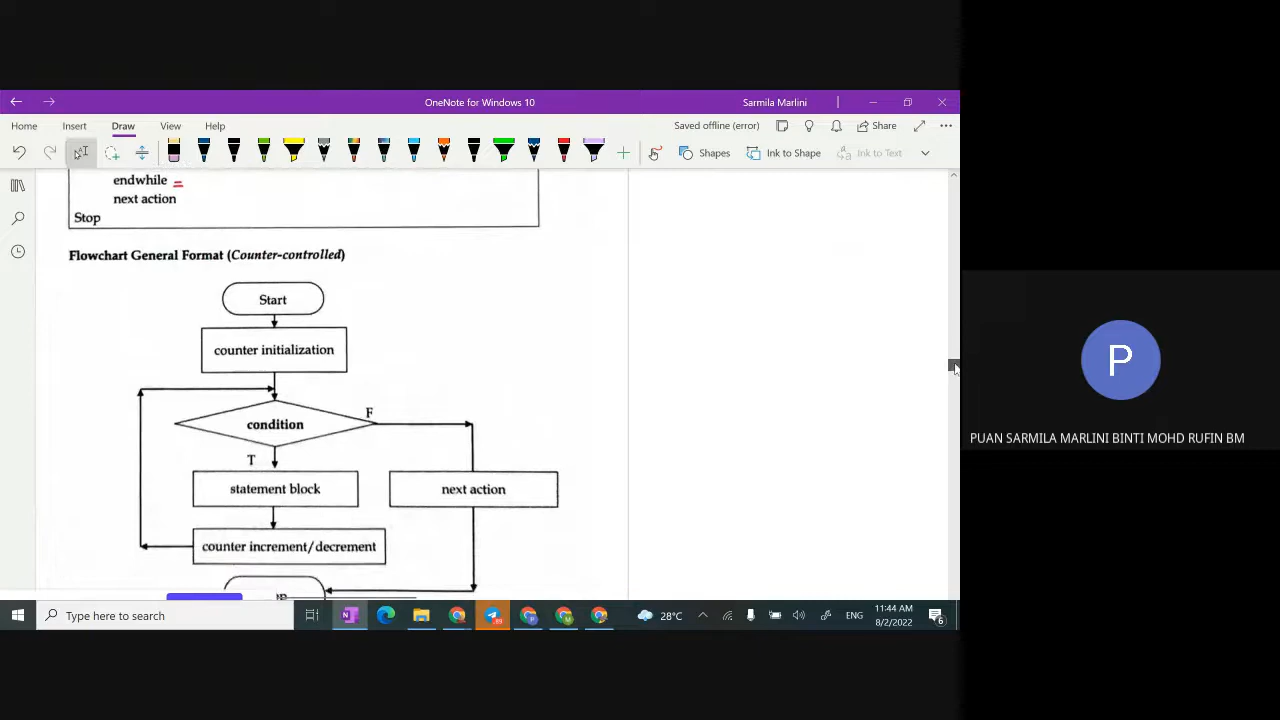 OneNote for Windows 10
Sarmila Marlini
Home Insert Draw View Help
Saved offline (error)
Share
Shapes
Ink to Shape
Ink to Text
endwhile
next action
Stop
Flowchart General Format (Counter-controlled)
Start
counter initialization
condition
F
T
statement block
next action
counter increment/decrement
P
PUAN SARMILA MARLINI BINTI MOHD RUFIN BM
Type here to search
28°C
ENG
11:44 AM
8/2/2022
6